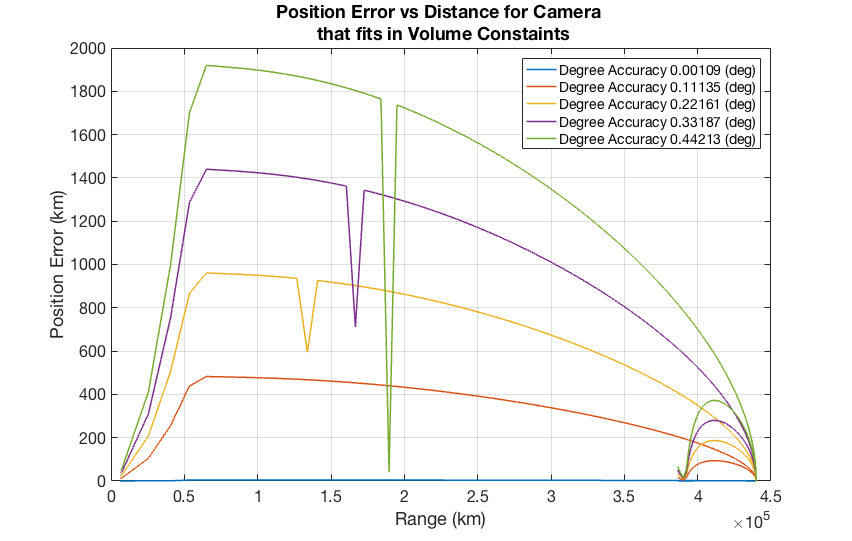 Position Error vs Distance for Camera
that fits in Volume Constaints
2000
1800
1600
1400
1200
1000
800
600
400
200
0
Position Error (km)
Degree Accuracy 0.00109 (deg)
Degree Accuracy 0.11135 (deg)
Degree Accuracy 0.22161 (deg)
Degree Accuracy 0.33187 (deg)
Degree Accuracy 0.44213 (deg)
0 0.5 1 1.5 2 2.5 3 3.5 4 4.5
Range (km)
×10^5